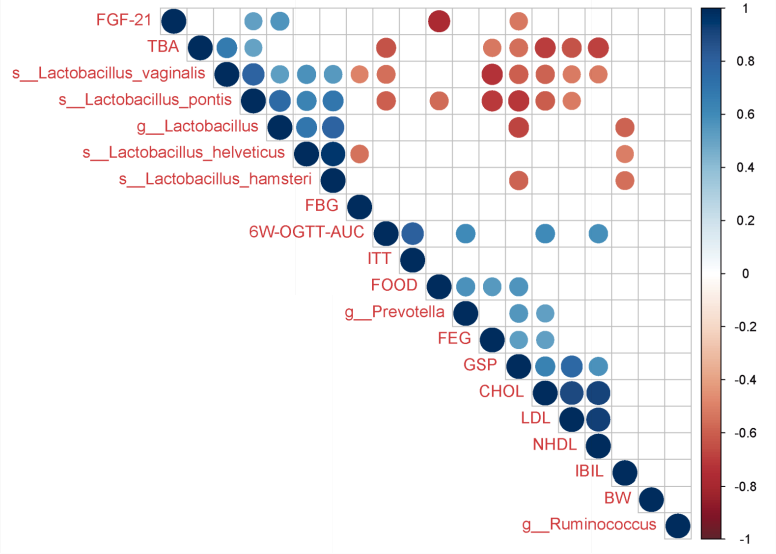 FGF-21
TBA
s__Lactobacillus_vaginalis
s__Lactobacillus_pontis
g__Lactobacillus
s__Lactobacillus_helveticus
s__Lactobacillus_hamsteri
FBG
6W-OGTT-AUC
ITT
FOOD
g__Prevotella
FEG
GSP
CHOL
LDL
NHDL
IBIL
BW
g__Ruminococcus
1
0.8
0.6
0.4
0.2
0
-0.2
-0.4
-0.6
-0.8
-1